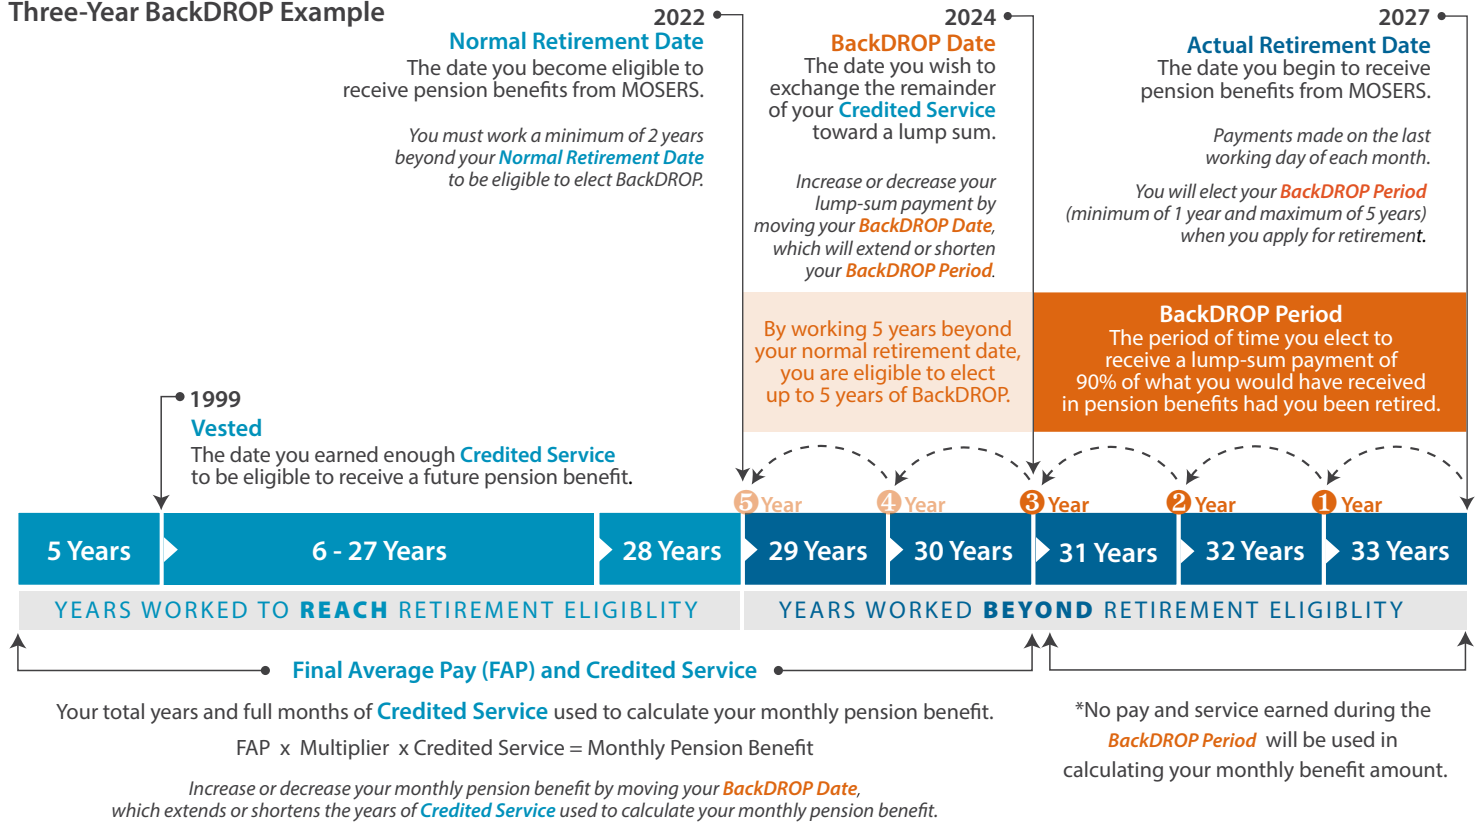 Three-Year BackDROP Example
2022
Normal Retirement Date
The date you become eligible to
receive pension benefits from MOSERS.
You must work a minimum of 2 years
beyond your Normal Retirement Date
to be eligible to elect BackDROP.
2024
BackDROP Date
The date you wish to
exchange the remainder
of your Credited Service
toward a lump sum.
Increase or decrease your
lump-sum payment by
moving your BackDROP Date,
which will extend or shorten
your BackDROP Period.
2027
Actual Retirement Date
The date you begin to receive
pension benefits from MOSERS.
Payments made on the last
working day of each month.
You will elect your BackDROP Period
(minimum of 1 year and maximum of 5 years)
when you apply for retirement.
By working 5 years beyond
your normal retirement date,
you are eligible to elect
up to 5 years of BackDROP.
BackDROP Period
The period of time you elect to
receive a lump-sum payment of
90% of what you would have received
in pension benefits had you been retired.
1999
Vested
The date you earned enough Credited Service
to be eligible to receive a future pension benefit.
5 Year
4 Year
3 Year
2 Year
1 Year
5 Years
6 - 27 Years
28 Years
29 Years
30 Years
31 Years
32 Years
33 Years
YEARS WORKED TO REACH RETIREMENT ELIGIBLITY
YEARS WORKED BEYOND RETIREMENT ELIGIBLITY
Final Average Pay (FAP) and Credited Service
Your total years and full months of Credited Service used to calculate your monthly pension benefit.
FAP x Multiplier x Credited Service = Monthly Pension Benefit
Increase or decrease your monthly pension benefit by moving your BackDROP Date,
which extends or shortens the years of Credited Service used to calculate your monthly pension benefit.
*No pay and service earned during the
BackDROP Period will be used in
calculating your monthly benefit amount.